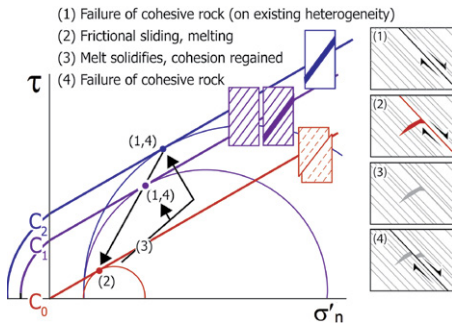 (1) Failure of cohesive rock (on existing heterogeneity)
(2) Frictional sliding, melting
(3) Melt solidifies, cohesion regained
(4) Failure of cohesive rock
τ
(1,4)
(1,4)
(3)
(2)
C₂
C₁
C₀
σ'ₙ
(1)
(2)
(3)
(4)